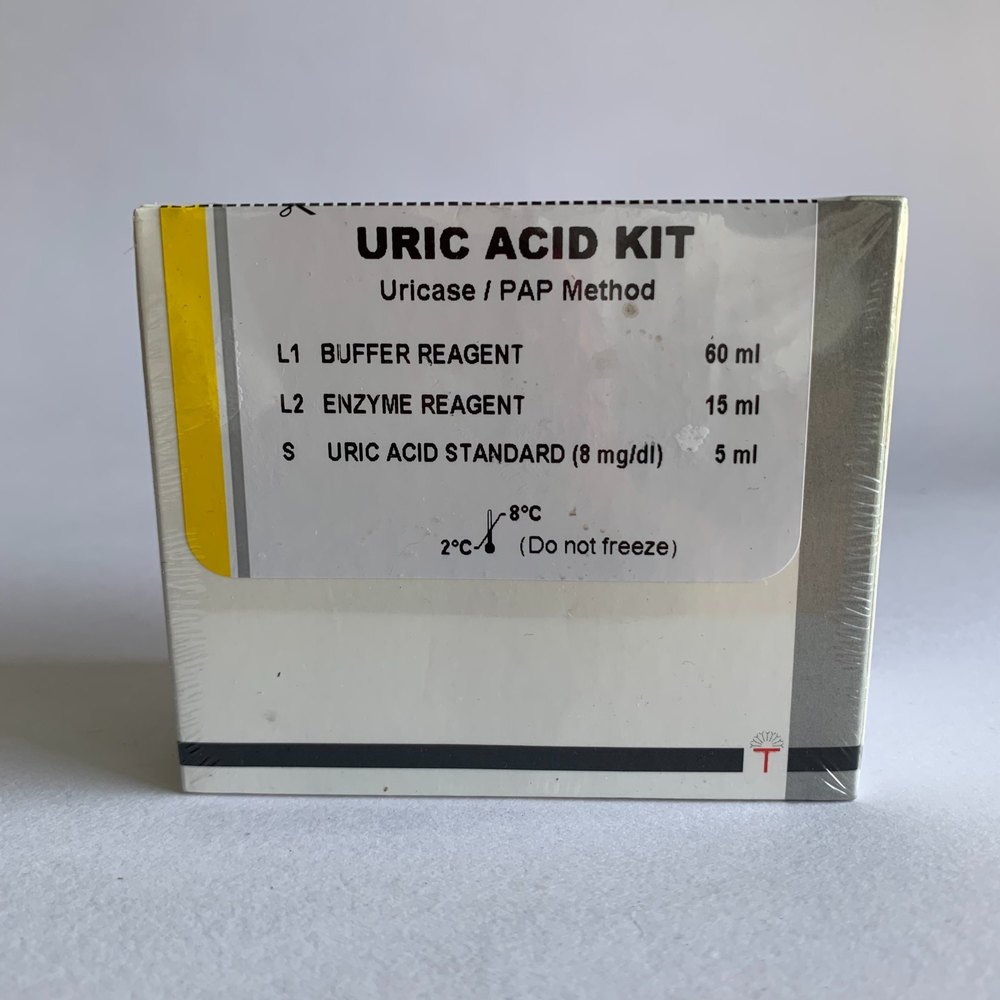 URIC ACID KIT
Uricase / PAP Method
L1 BUFFER REAGENT 60 ml
L2 ENZYME REAGENT 15 ml
S URIC ACID STANDARD (8 mg/dl) 5 ml
8°C
2°C (Do not freeze)
T